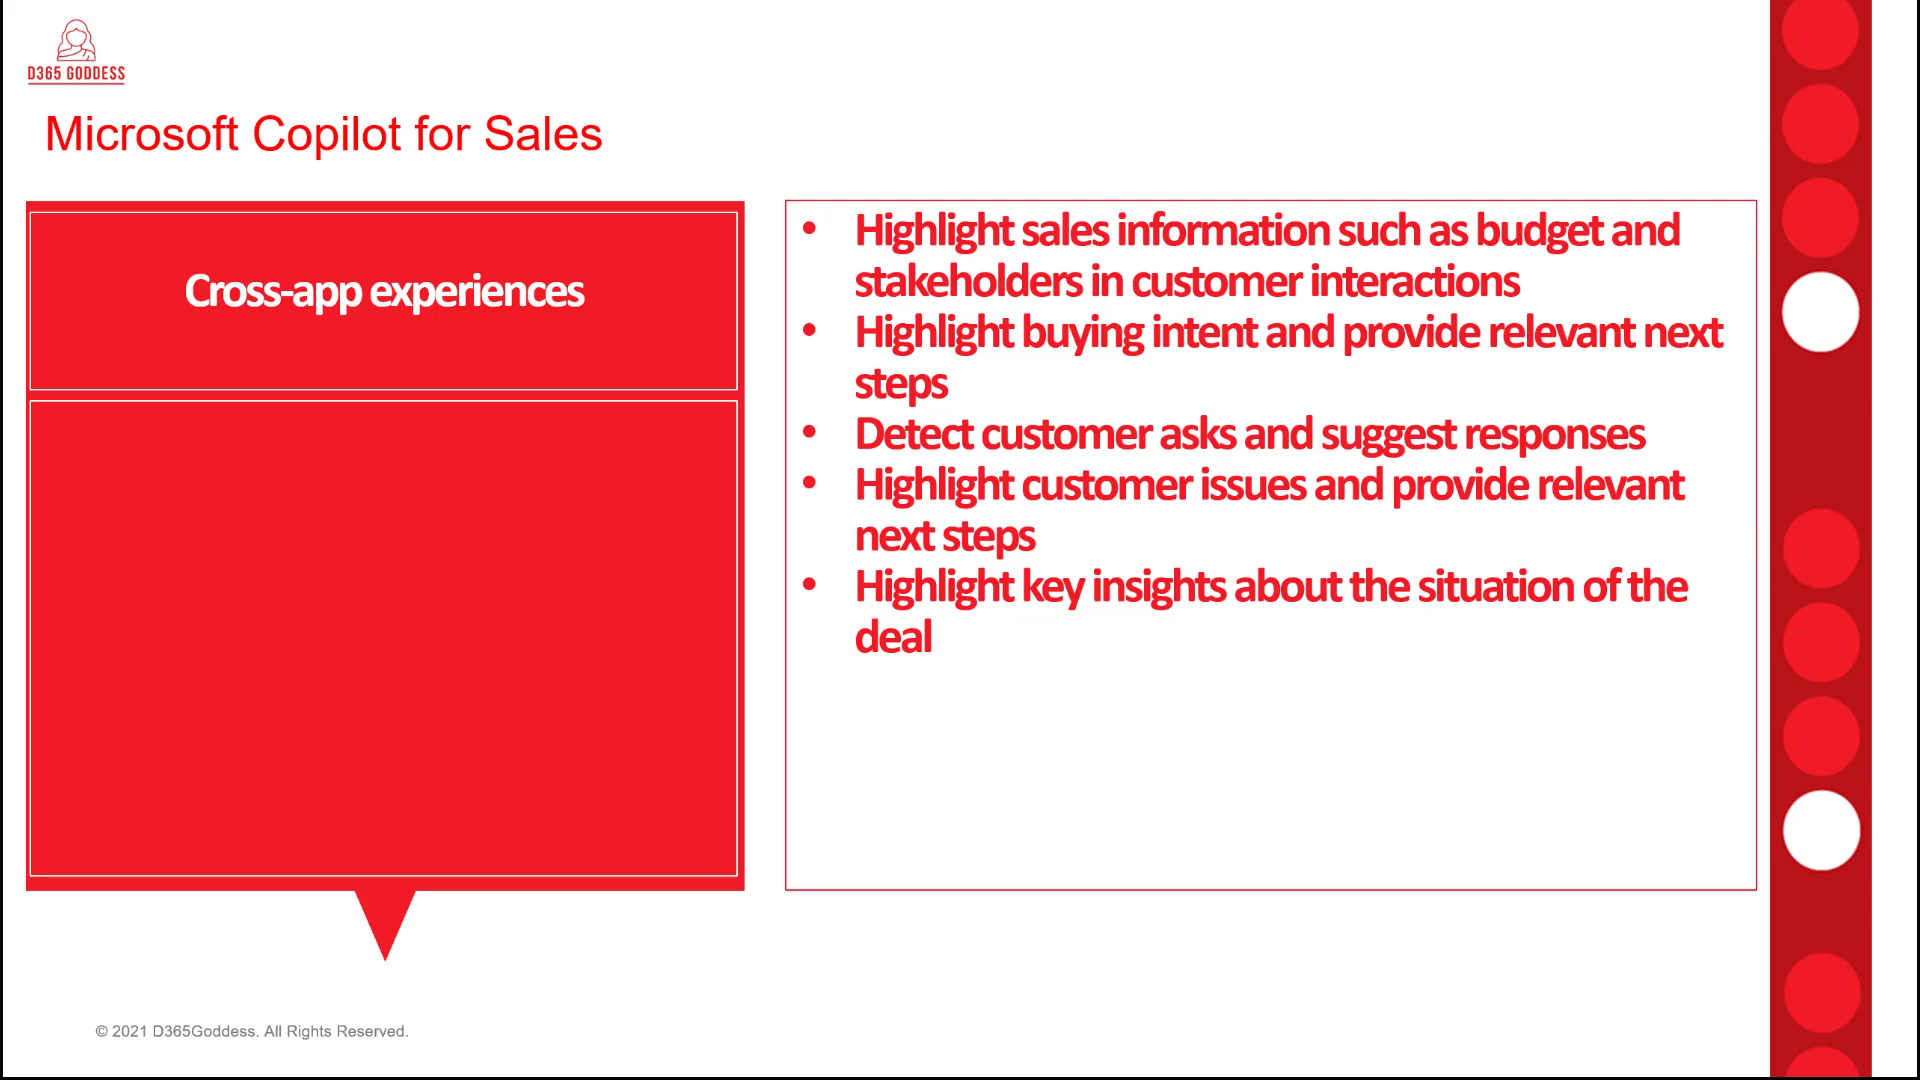 D365 GODDESS
Microsoft Copilot for Sales
Cross-app experiences
• Highlight sales information such as budget and
stakeholders in customer interactions
• Highlight buying intent and provide relevant next
steps
• Detect customer asks and suggest responses
• Highlight customer issues and provide relevant
next steps
• Highlight key insights about the situation of the
deal
© 2021 D365Goddess. All Rights Reserved.